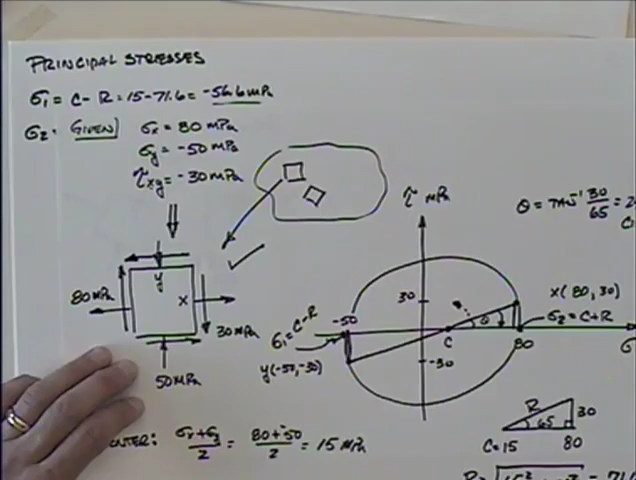 PRINCIPAL STRESSES
σ₁ = C-R = 15-71.6 = -56.6 MPa
σ₂ = GIVEN
σx = 80 MPa
σy = -50 MPa
τxy = -30 MPa
τ MPa
θ = TAN⁻¹ 30/65 = 2
80 MPa
y
x
30 MPa
50 MPa
30
x(80, 30)
σ₂ = C+R
σ₁ = C-R
-50
θ
C
80
σ
y(-50,-30)
-30
R
30
65
C=15
80
ENTER: σx+σy/2 = 80+-50/2 = 15 MPa